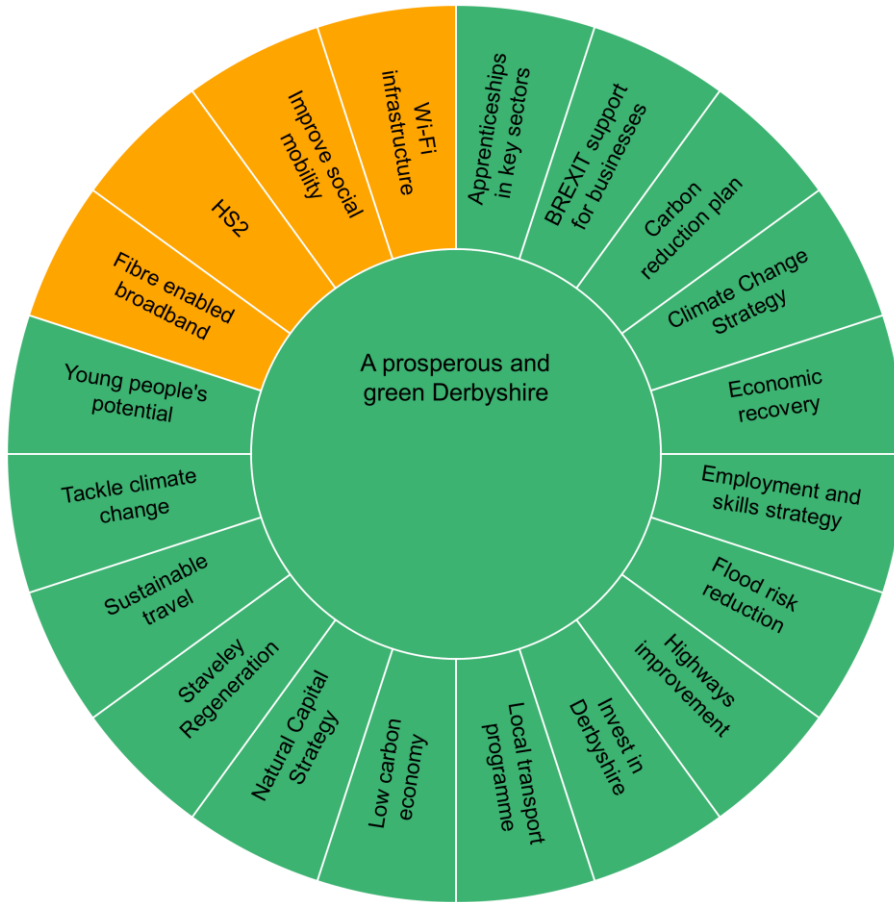 A prosperous and
green Derbyshire
Apprenticeships
in key sectors
BREXIT support
for businesses
Carbon
reduction plan
Climate Change
Strategy
Economic
recovery
Employment and
skills strategy
Flood risk
reduction
Highways
improvement
Invest in
Derbyshire
Local transport
programme
Low carbon
economy
Natural Capital
Strategy
Staveley
Regeneration
Sustainable
travel
Tackle climate
change
Young people's
potential
Fibre enabled
broadband
HS2
Improve social
mobility
Wi-Fi
infrastructure